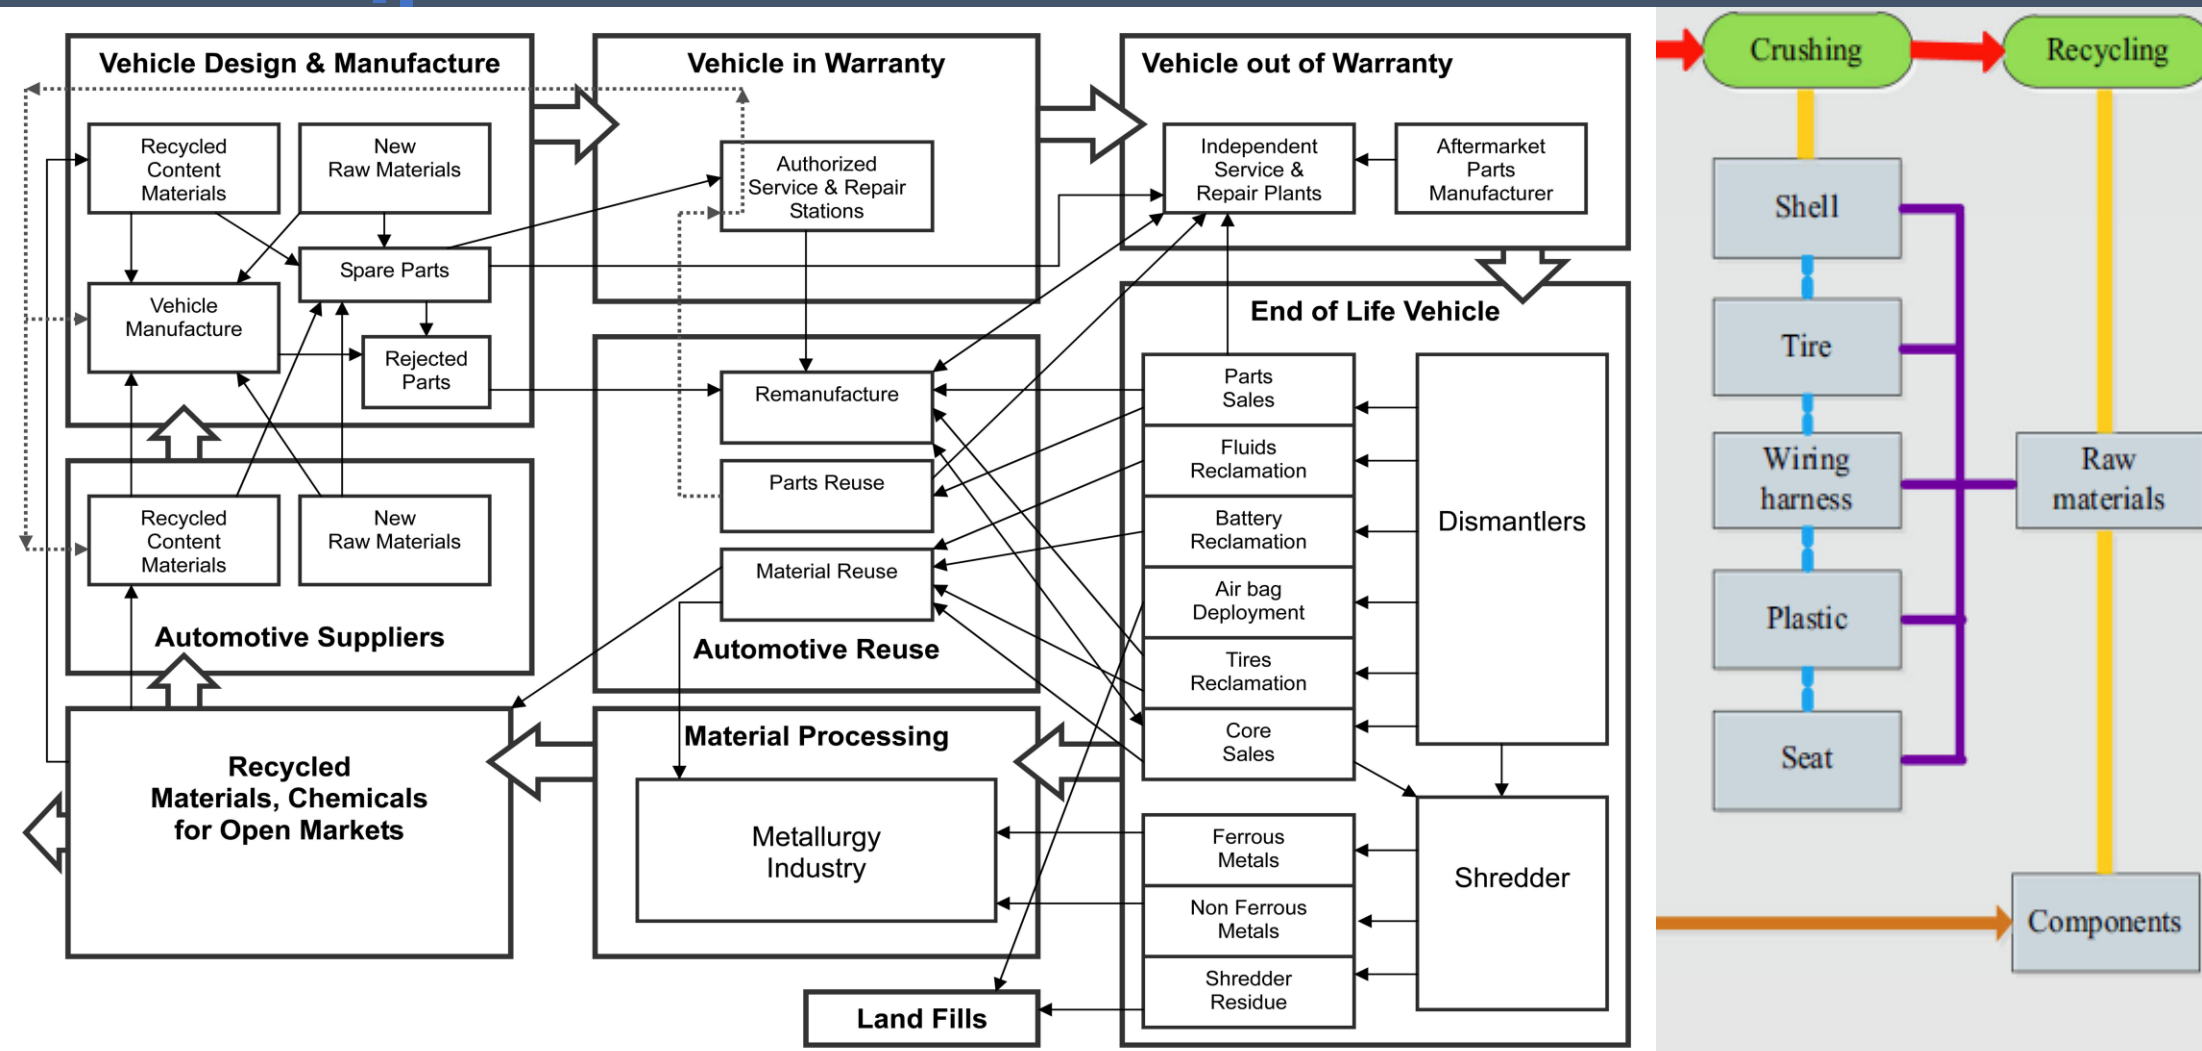 Vehicle Design & Manufacture
Recycled
Content
Materials
New
Raw Materials
Spare Parts
Vehicle
Manufacture
Rejected
Parts
Recycled
Content
Materials
New
Raw Materials
Automotive Suppliers
Recycled
Materials, Chemicals
for Open Markets
Vehicle in Warranty
Authorized
Service & Repair
Stations
Remanufacture
Parts Reuse
Material Reuse
Automotive Reuse
Material Processing
Metallurgy
Industry
Land Fills
Vehicle out of Warranty
Independent
Service &
Repair Plants
Aftermarket
Parts
Manufacturer
End of Life Vehicle
Parts
Sales
Fluids
Reclamation
Battery
Reclamation
Air bag
Deployment
Tires
Reclamation
Core
Sales
Dismantlers
Ferrous
Metals
Non Ferrous
Metals
Shredder
Residue
Shredder
Crushing
Recycling
Shell
Tire
Wiring
harness
Plastic
Seat
Raw
materials
Components